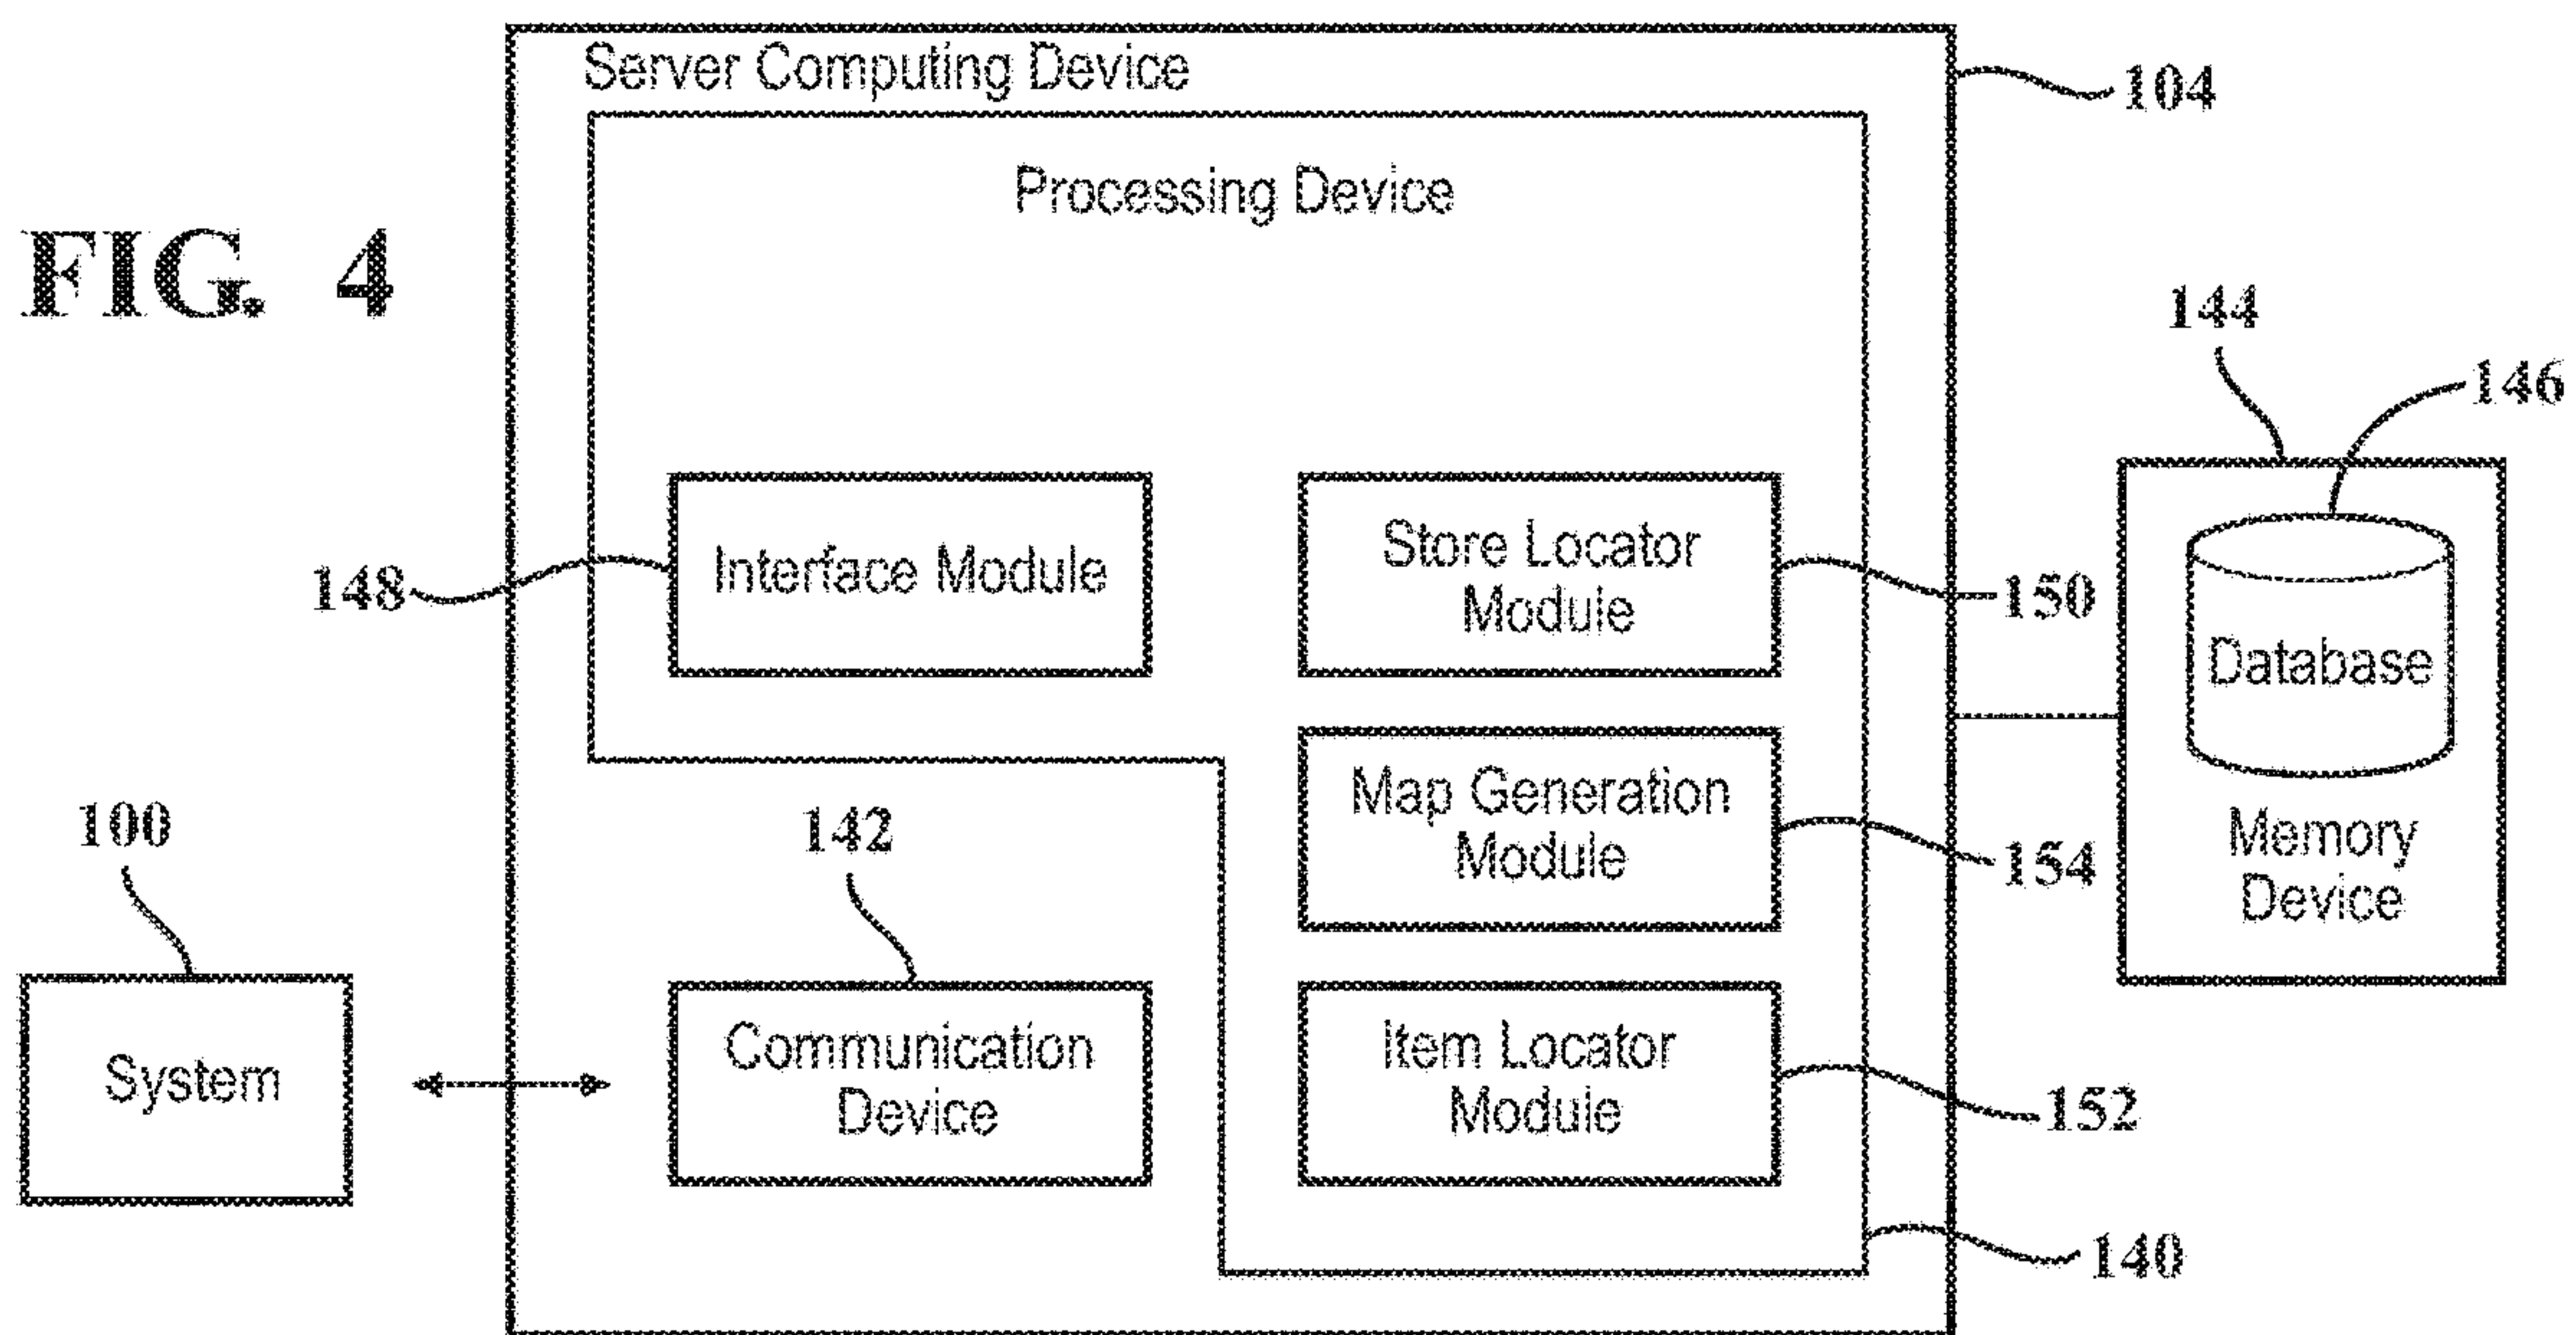 Server Computing Device
104
Processing Device
FIG. 4
144
146
Interface Module
148
Store Locator
Module
150
Database
Memory
Device
Map Generation
Module
154
100
System
142
Communication
Device
Item Locator
Module
152
140